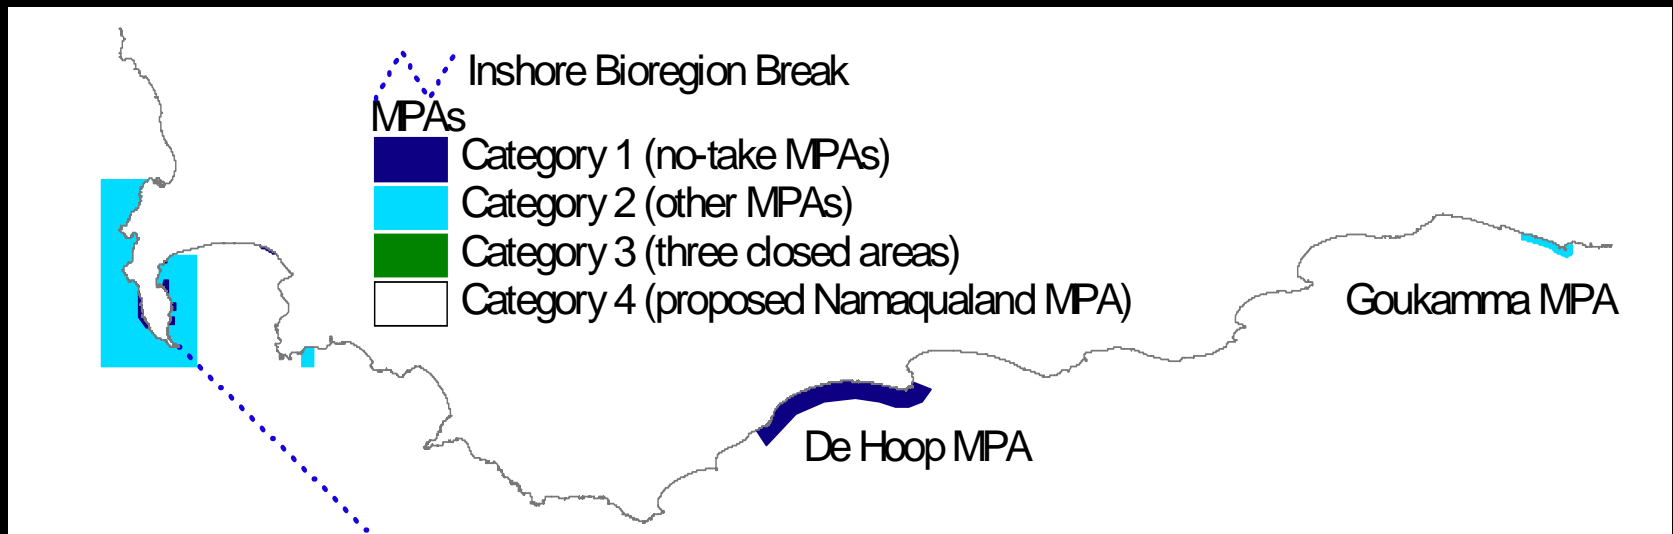 Inshore Bioregion Break
MPAs
Category 1 (no-take MPAs)
Category 2 (other MPAs)
Category 3 (three closed areas)
Category 4 (proposed Namaqualand MPA)
Goukamma MPA
De Hoop MPA